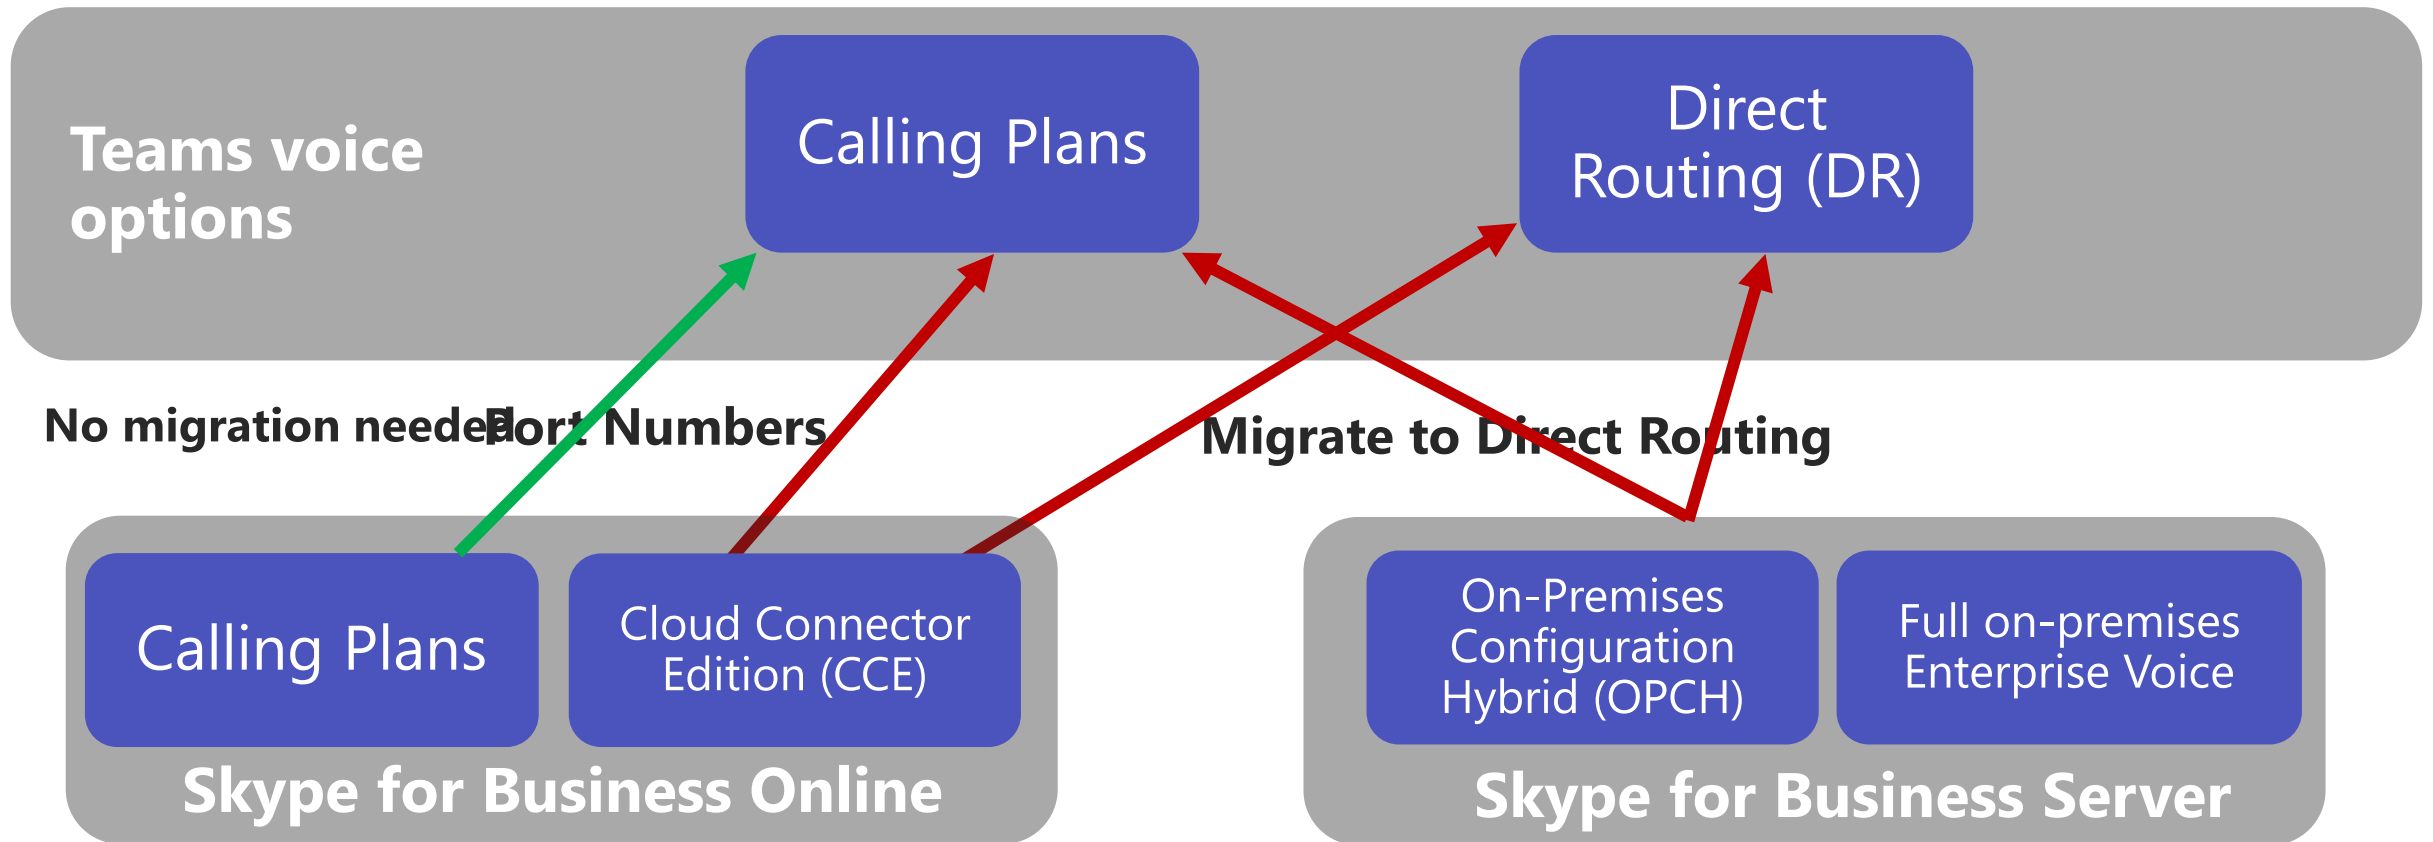 Teams voice
options
Calling Plans
Direct
Routing (DR)
No migration needed
Port Numbers
Migrate to Direct Routing
Calling Plans
Cloud Connector
Edition (CCE)
Skype for Business Online
On-Premises
Configuration
Hybrid (OPCH)
Full on-premises
Enterprise Voice
Skype for Business Server